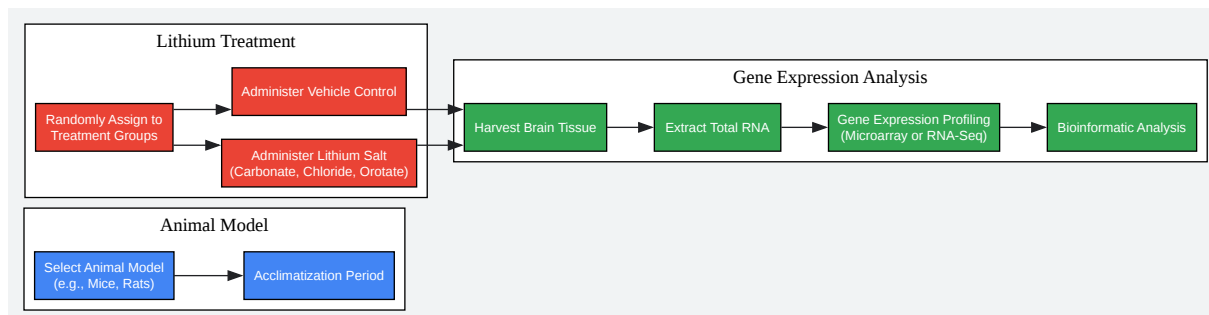 Lithium Treatment
Randomly Assign to
Treatment Groups
Administer Vehicle Control
Administer Lithium Salt
(Carbonate, Chloride, Orotate)
Gene Expression Analysis
Harvest Brain Tissue
Extract Total RNA
Gene Expression Profiling
(Microarray or RNA-Seq)
Bioinformatic Analysis
Animal Model
Select Animal Model
(e.g., Mice, Rats)
Acclimatization Period